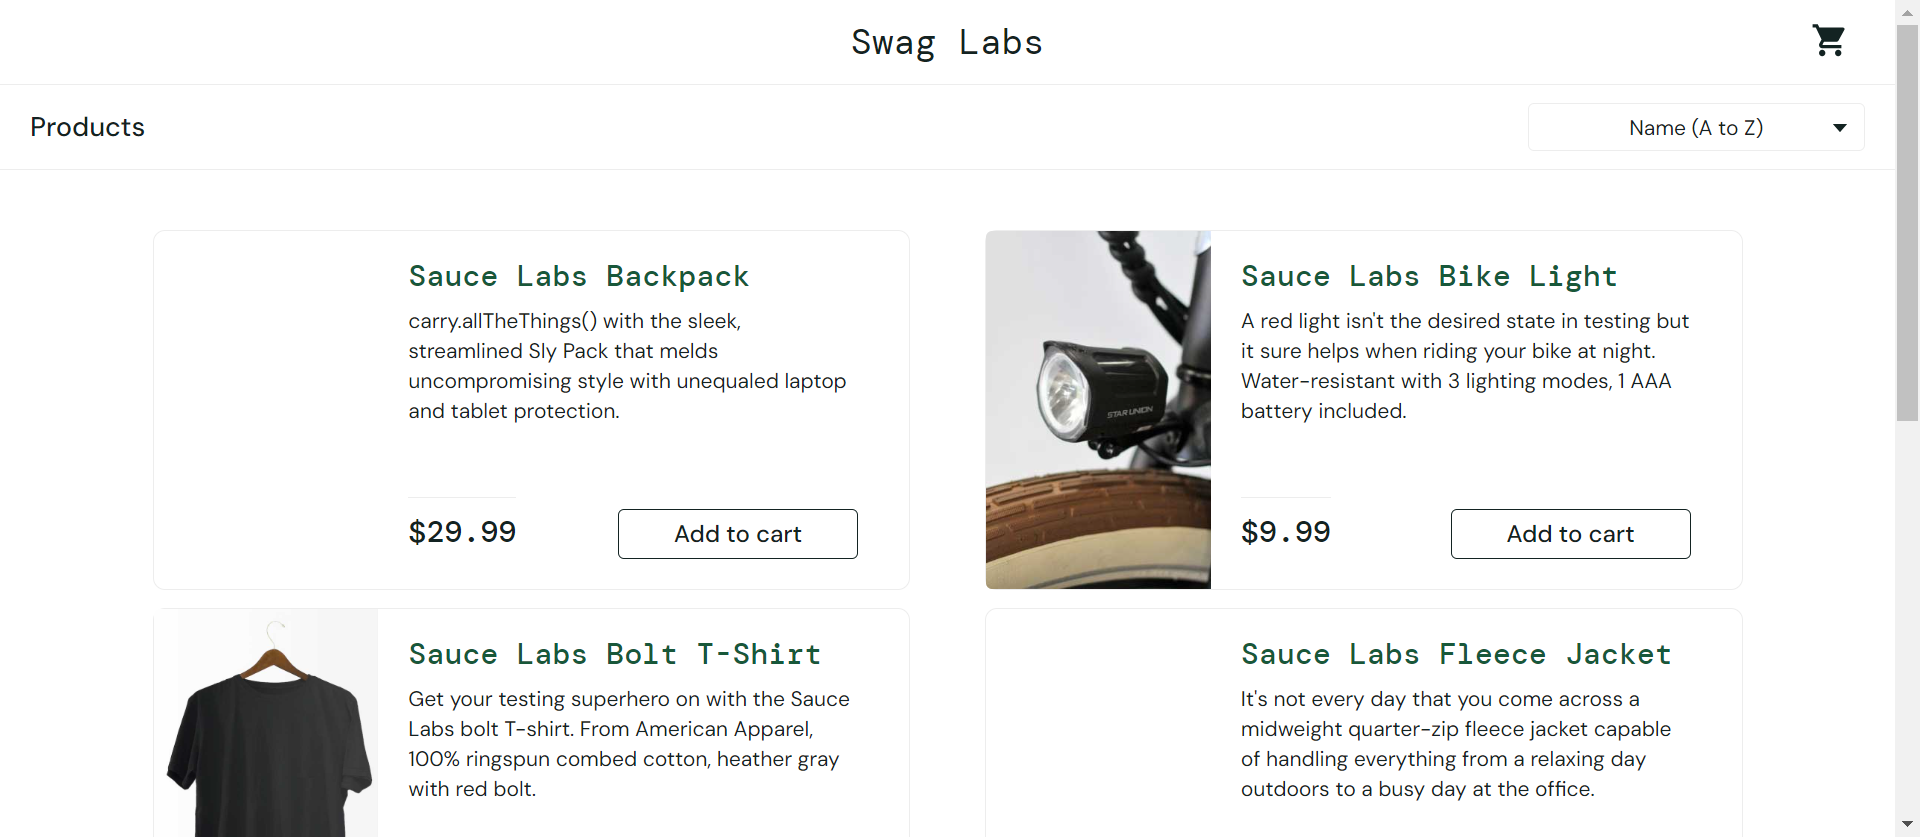 Swag Labs
Products
Name (A to Z)
Sauce Labs Backpack
carry.allTheThings() with the sleek,
streamlined Sly Pack that melds
uncompromising style with unequaled laptop
and tablet protection.
$29.99
Add to cart
STAR UNION
Sauce Labs Bike Light
A red light isn't the desired state in testing but
it sure helps when riding your bike at night.
Water-resistant with 3 lighting modes, 1 AAA
battery included.
$9.99
Add to cart
Sauce Labs Bolt T-Shirt
Get your testing superhero on with the Sauce
Labs bolt T-shirt. From American Apparel,
100% ringspun combed cotton, heather gray
with red bolt.
Sauce Labs Fleece Jacket
It's not every day that you come across a
midweight quarter-zip fleece jacket capable
of handling everything from a relaxing day
outdoors to a busy day at the office.